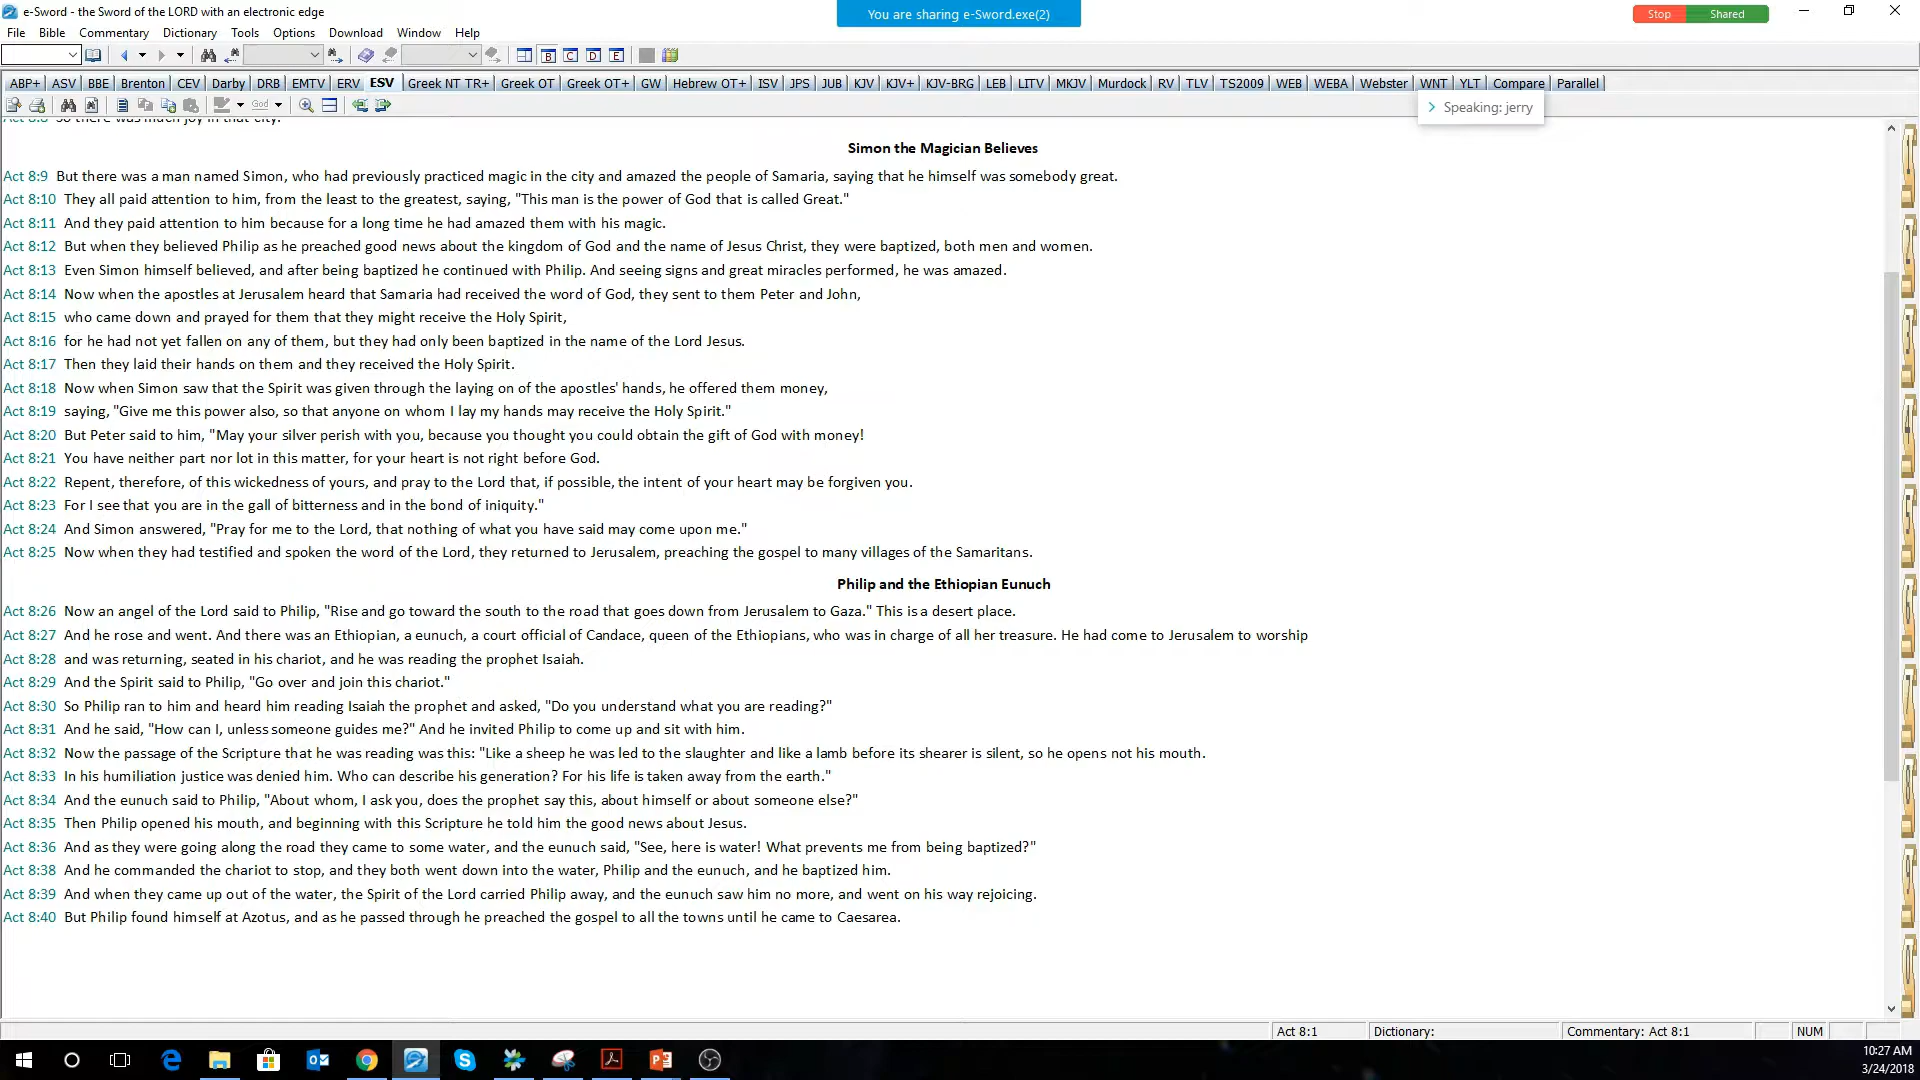 e-Sword - the Sword of the LORD with an electronic edge
You are sharing e-Sword.exe(2)
Stop Shared
File Bible Commentary Dictionary Tools Options Download Window Help
B C D E
ABP+ ASV BBE Brenton CEV Darby DRB EMTV ERV ESV Greek NT TR+ Greek OT Greek OT+ GW Hebrew OT+ ISV JPS JUB KJV KJV+ KJV-BRG LEB LITV MKJV Murdock RV TLV TS2009 WEB WEBA Webster WNT YLT Compare Parallel
God
Speaking: jerry
Act 8:8 So there was much joy in that city.
Simon the Magician Believes
Act 8:9 But there was a man named Simon, who had previously practiced magic in the city and amazed the people of Samaria, saying that he himself was somebody great.
Act 8:10 They all paid attention to him, from the least to the greatest, saying, "This man is the power of God that is called Great."
Act 8:11 And they paid attention to him because for a long time he had amazed them with his magic.
Act 8:12 But when they believed Philip as he preached good news about the kingdom of God and the name of Jesus Christ, they were baptized, both men and women.
Act 8:13 Even Simon himself believed, and after being baptized he continued with Philip. And seeing signs and great miracles performed, he was amazed.
Act 8:14 Now when the apostles at Jerusalem heard that Samaria had received the word of God, they sent to them Peter and John,
Act 8:15 who came down and prayed for them that they might receive the Holy Spirit,
Act 8:16 for he had not yet fallen on any of them, but they had only been baptized in the name of the Lord Jesus.
Act 8:17 Then they laid their hands on them and they received the Holy Spirit.
Act 8:18 Now when Simon saw that the Spirit was given through the laying on of the apostles' hands, he offered them money,
Act 8:19 saying, "Give me this power also, so that anyone on whom I lay my hands may receive the Holy Spirit."
Act 8:20 But Peter said to him, "May your silver perish with you, because you thought you could obtain the gift of God with money!
Act 8:21 You have neither part nor lot in this matter, for your heart is not right before God.
Act 8:22 Repent, therefore, of this wickedness of yours, and pray to the Lord that, if possible, the intent of your heart may be forgiven you.
Act 8:23 For I see that you are in the gall of bitterness and in the bond of iniquity."
Act 8:24 And Simon answered, "Pray for me to the Lord, that nothing of what you have said may come upon me."
Act 8:25 Now when they had testified and spoken the word of the Lord, they returned to Jerusalem, preaching the gospel to many villages of the Samaritans.
Philip and the Ethiopian Eunuch
Act 8:26 Now an angel of the Lord said to Philip, "Rise and go toward the south to the road that goes down from Jerusalem to Gaza." This is a desert place.
Act 8:27 And he rose and went. And there was an Ethiopian, a eunuch, a court official of Candace, queen of the Ethiopians, who was in charge of all her treasure. He had come to Jerusalem to worship
Act 8:28 and was returning, seated in his chariot, and he was reading the prophet Isaiah.
Act 8:29 And the Spirit said to Philip, "Go over and join this chariot."
Act 8:30 So Philip ran to him and heard him reading Isaiah the prophet and asked, "Do you understand what you are reading?"
Act 8:31 And he said, "How can I, unless someone guides me?" And he invited Philip to come up and sit with him.
Act 8:32 Now the passage of the Scripture that he was reading was this: "Like a sheep he was led to the slaughter and like a lamb before its shearer is silent, so he opens not his mouth.
Act 8:33 In his humiliation justice was denied him. Who can describe his generation? For his life is taken away from the earth."
Act 8:34 And the eunuch said to Philip, "About whom, I ask you, does the prophet say this, about himself or about someone else?"
Act 8:35 Then Philip opened his mouth, and beginning with this Scripture he told him the good news about Jesus.
Act 8:36 And as they were going along the road they came to some water, and the eunuch said, "See, here is water! What prevents me from being baptized?"
Act 8:38 And he commanded the chariot to stop, and they both went down into the water, Philip and the eunuch, and he baptized him.
Act 8:39 And when they came up out of the water, the Spirit of the Lord carried Philip away, and the eunuch saw him no more, and went on his way rejoicing.
Act 8:40 But Philip found himself at Azotus, and as he passed through he preached the gospel to all the towns until he came to Caesarea.
Act 8:1 Dictionary: Commentary: Act 8:1 NUM
10:27 AM
3/24/2018